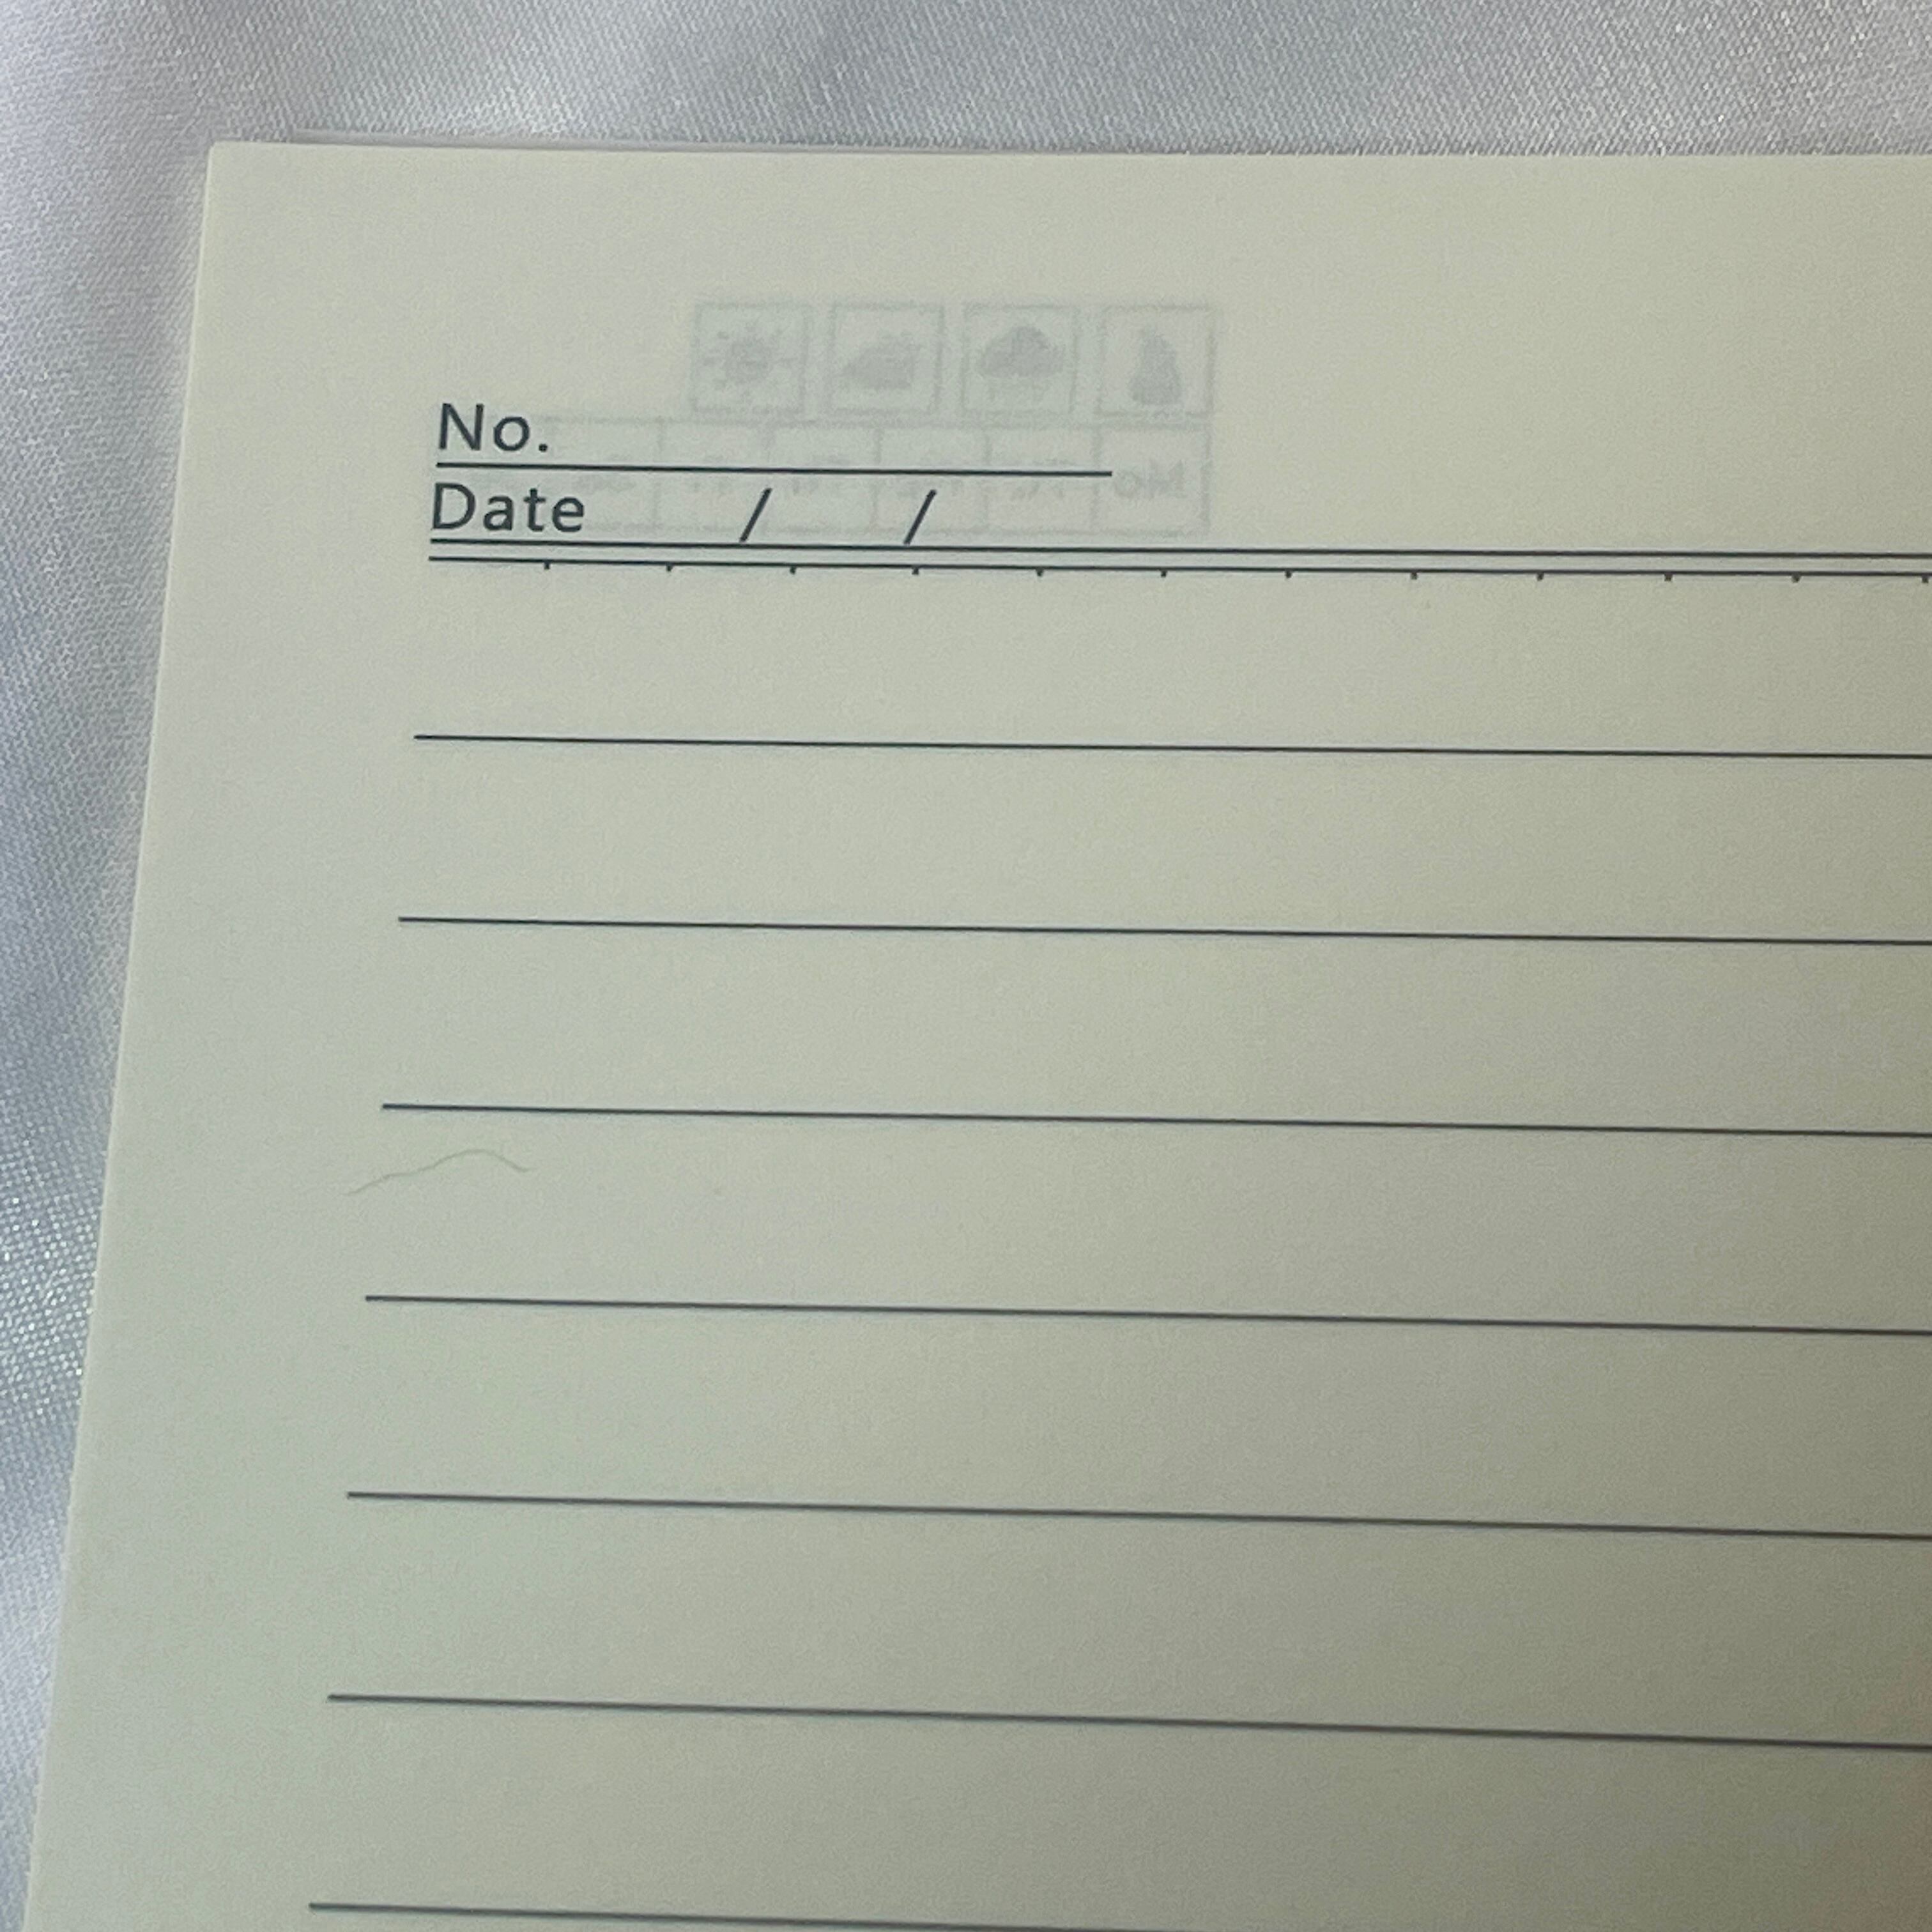 No.
Date / /